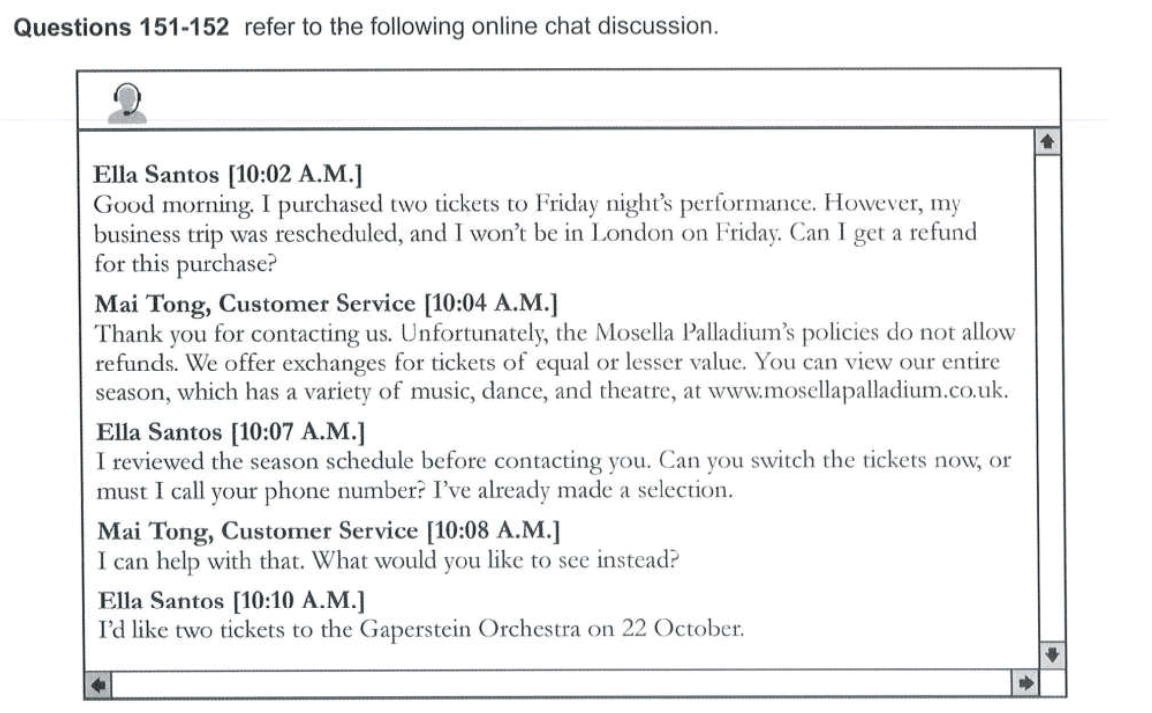 Questions 151-152 refer to the following online chat discussion.
Ella Santos [10:02 A.M.]
Good morning. I purchased two tickets to Friday night's performance. However, my
business trip was rescheduled, and I won't be in London on Friday. Can I get a refund
for this purchase?
Mai Tong, Customer Service [10:04 A.M.]
Thank you for contacting us. Unfortunately, the Mosella Palladium's policies do not allow
refunds. We offer exchanges for tickets of equal or lesser value. You can view our entire
season, which has a variety of music, dance, and theatre, at www.mosellapalladium.co.uk.
Ella Santos [10:07 A.M.]
I reviewed the season schedule before contacting you. Can you switch the tickets now, or
must I call your phone number? I've already made a selection.
Mai Tong, Customer Service [10:08 A.M.]
I can help with that. What would you like to see instead?
Ella Santos [10:10 A.M.]
I'd like two tickets to the Gaperstein Orchestra on 22 October.